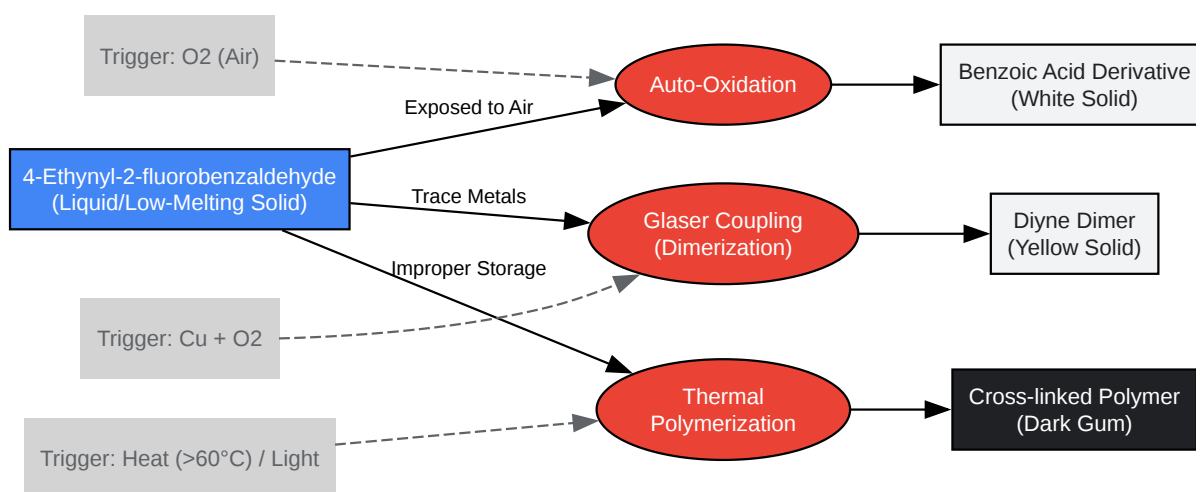 Trigger: O2 (Air)
Auto-Oxidation
Benzoic Acid Derivative
(White Solid)
Exposed to Air
4-Ethynyl-2-fluorobenzaldehyde
(Liquid/Low-Melting Solid)
Trace Metals
Glaser Coupling
(Dimerization)
Diyne Dimer
(Yellow Solid)
Improper Storage
Trigger: Cu + O2
Thermal
Polymerization
Cross-linked Polymer
(Dark Gum)
Trigger: Heat (>60°C) / Light